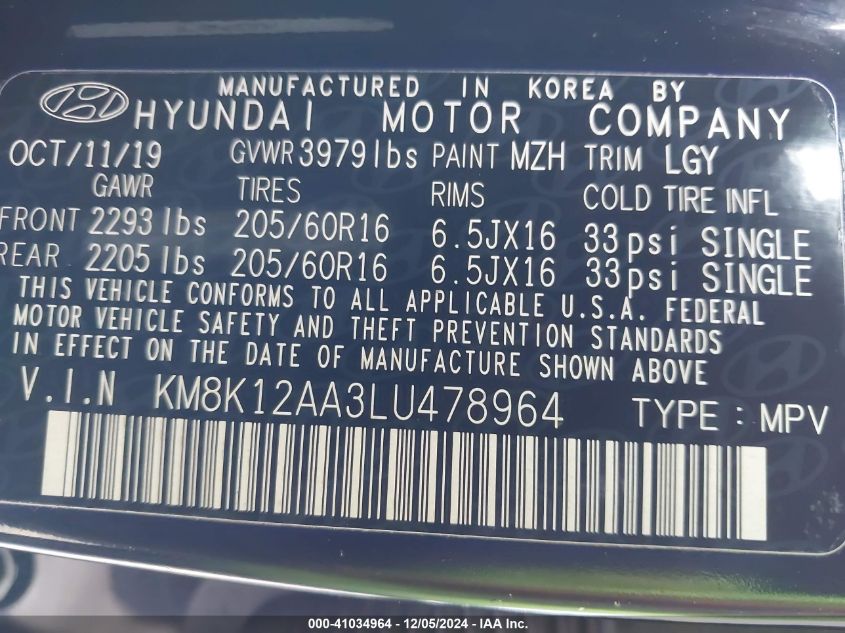 MANUFACTURED IN KOREA BY
HYUNDAI MOTOR COMPANY
OCT/11/19 GVWR 3979 lbs PAINT MZH TRIM LGY
GAWR TIRES RIMS COLD TIRE INFL
FRONT 2293 lbs 205/60R16 6.5JX16 33psi SINGLE
REAR 2205 lbs 205/60R16 6.5JX16 33psi SINGLE
THIS VEHICLE CONFORMS TO ALL APPLICABLE U.S.A. FEDERAL
MOTOR VEHICLE SAFETY AND THEFT PREVENTION STANDARDS
IN EFFECT ON THE DATE OF MANUFACTURE SHOWN ABOVE
V.I.N KM8K12AA3LU478964 TYPE : MPV
000-41034964 - 12/05/2024 - IAA Inc.